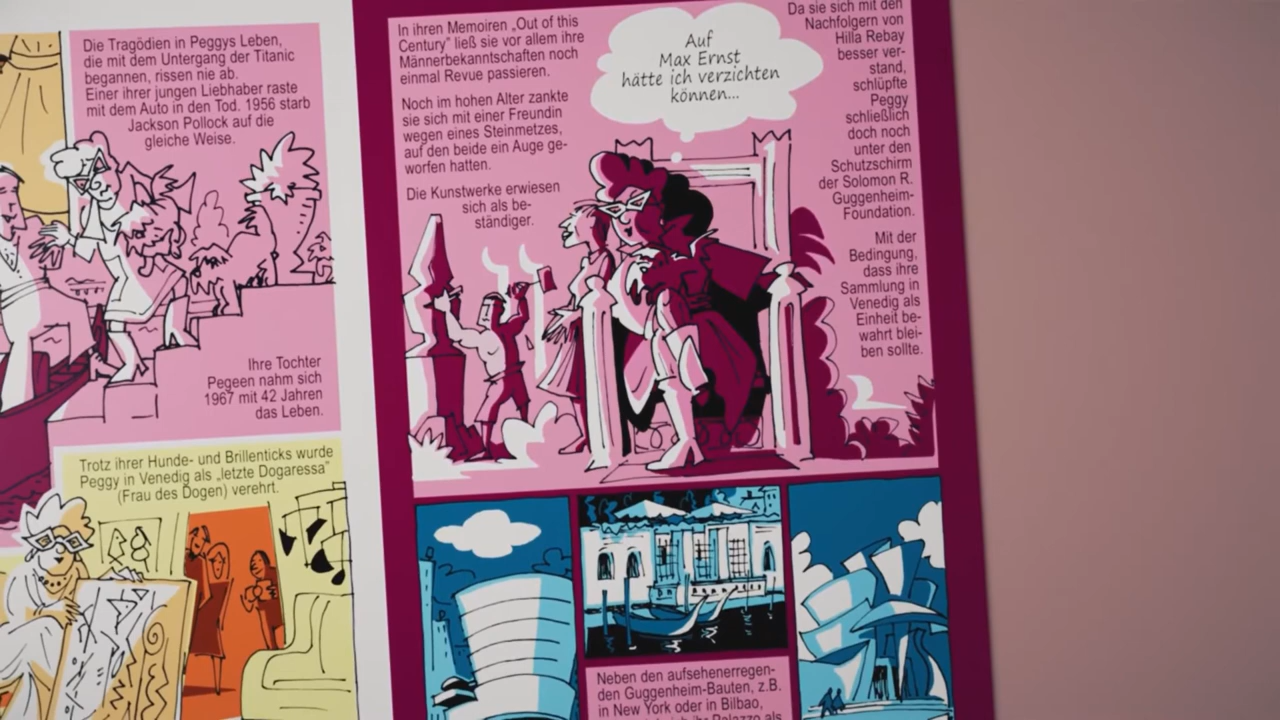 Die Tragödien in Peggys Leben,
die mit dem Untergang der Titanic
begannen, rissen nie ab.
Einer ihrer jungen Liebhaber raste
mit dem Auto in den Tod. 1956 starb
Jackson Pollock auf die
gleiche Weise.
Ihre Tochter
Pegeen nahm sich
1967 mit 42 Jahren
das Leben.
Trotz ihrer Hunde- und Brillenticks wurde
Peggy in Venedig als „letzte Dogaressa”
(Frau des Dogen) verehrt.
In ihren Memoiren „Out of this
Century” ließ sie vor allem ihre
Männerbekanntschaften noch
einmal Revue passieren.
Noch im hohen Alter zankte
sie sich mit einer Freundin
wegen eines Steinmetzes,
auf den beide ein Auge ge-
worfen hatten.
Die Kunstwerke erwiesen
sich als be-
ständiger.
Auf
Max Ernst
hätte ich verzichten
können...
Da sie sich mit den
Nachfolgern von
Hilla Rebay
besser ver-
stand,
schlüpfte
Peggy
schließlich
doch noch
unter den
Schutzschirm
der Solomon R.
Guggenheim-
Foundation.
Mit der
Bedingung,
dass ihre
Sammlung in
Venedig als
Einheit be-
wahrt blei-
ben sollte.
Neben den aufsehenerregen-
den Guggenheim-Bauten, z.B.
in New York oder in Bilbao,
ihr Palazzo als